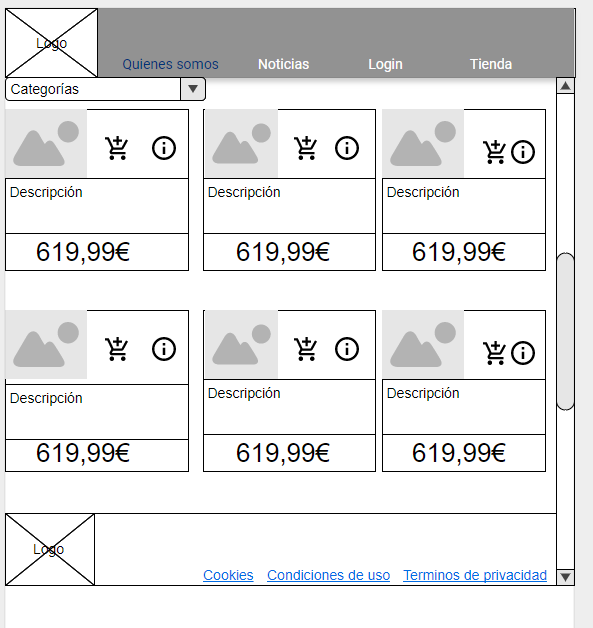 Logo
Quienes somos Noticias Login Tienda
Categorías
Descripción Descripción Descripción
619,99€ 619,99€ 619,99€
Descripción Descripción Descripción
619,99€ 619,99€ 619,99€
Logo
Cookies Condiciones de uso Terminos de privacidad